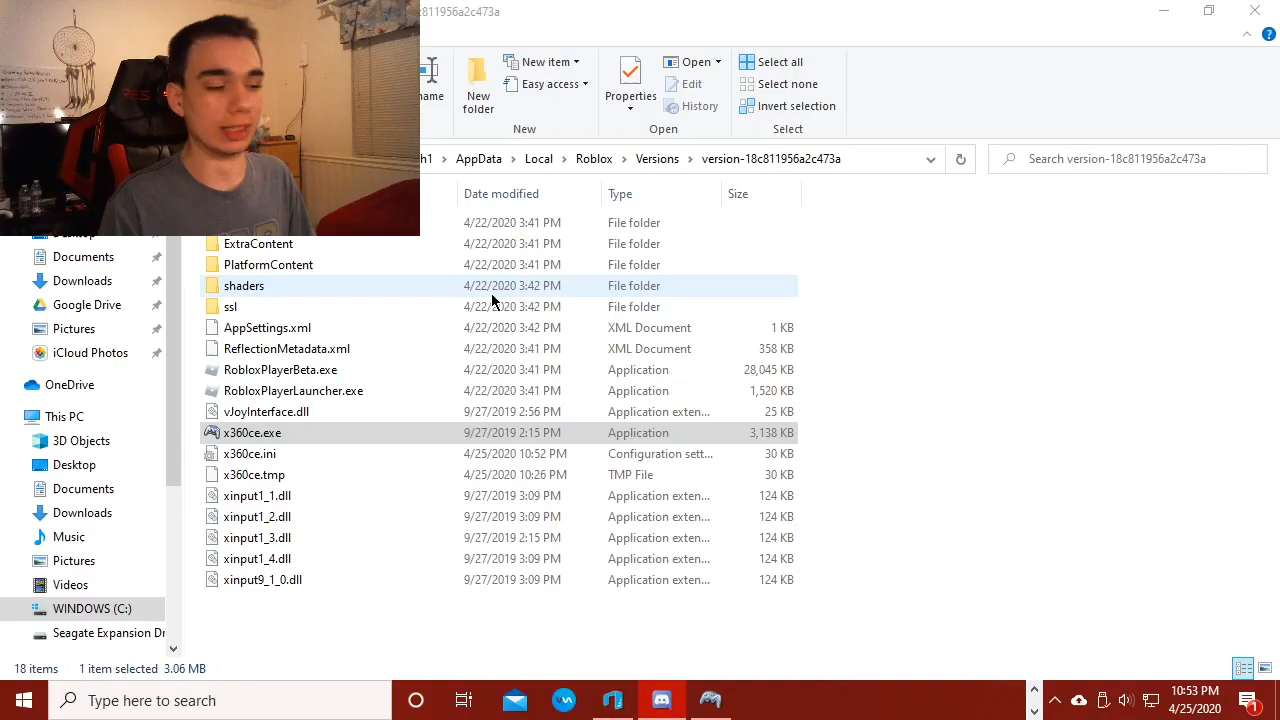 c811956a2c473a
New item
Open
Select all
Easy access
Edit
Select none
name
New
folder
Properties
History
Invert selection
New
Open
Select
h1 > AppData > Local > Roblox > Versions > version-18c811956a2c473a
Search version-18c811956a2c473a
Date modified Type Size
4/22/2020 3:41 PM File folder
ExtraContent 4/22/2020 3:41 PM File folder
PlatformContent 4/22/2020 3:41 PM File folder
shaders 4/22/2020 3:42 PM File folder
ssl 4/22/2020 3:42 PM File folder
AppSettings.xml 4/22/2020 3:42 PM XML Document 1 KB
ReflectionMetadata.xml 4/22/2020 3:41 PM XML Document 358 KB
RobloxPlayerBeta.exe 4/22/2020 3:41 PM Application 28,045 KB
RobloxPlayerLauncher.exe 4/22/2020 3:41 PM Application 1,520 KB
vJoyInterface.dll 9/27/2019 2:56 PM Application exten... 25 KB
x360ce.exe 9/27/2019 2:15 PM Application 3,138 KB
x360ce.ini 4/25/2020 10:52 PM Configuration sett... 30 KB
x360ce.tmp 4/25/2020 10:26 PM TMP File 30 KB
xinput1_1.dll 9/27/2019 3:09 PM Application exten... 124 KB
xinput1_2.dll 9/27/2019 3:09 PM Application exten... 124 KB
xinput1_3.dll 9/27/2019 2:15 PM Application exten... 124 KB
xinput1_4.dll 9/27/2019 3:09 PM Application exten... 124 KB
xinput9_1_0.dll 9/27/2019 3:09 PM Application exten... 124 KB
Desktop
Documents
Downloads
Google Drive
Pictures
iCloud Photos
OneDrive
This PC
3D Objects
Desktop
Documents
Downloads
Music
Pictures
Videos
WINDOWS (C:)
Seagate Expansion Dr
18 items 1 item selected 3.06 MB
Type here to search
10:53 PM
4/25/2020
1